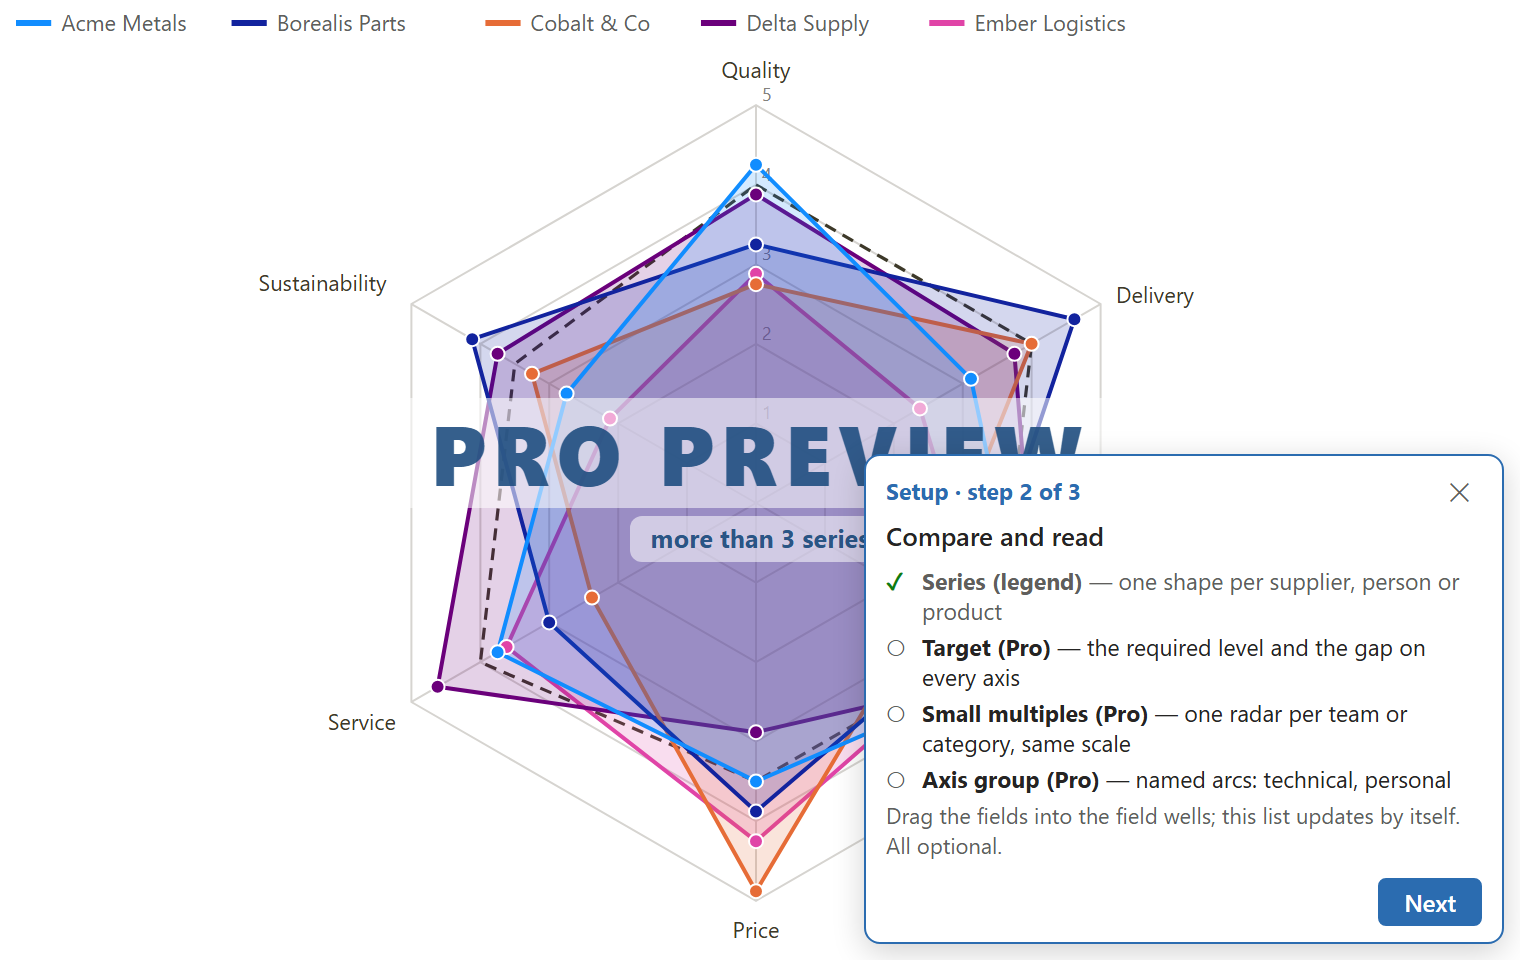 Acme Metals
Borealis Parts
Cobalt & Co
Delta Supply
Ember Logistics
Quality
5
4
3
2
1
Sustainability
Delivery
PRO PREVIEW
more than 3 series
Service
Price
Setup · step 2 of 3
Compare and read
✓ Series (legend) — one shape per supplier, person or
product
○ Target (Pro) — the required level and the gap on
every axis
○ Small multiples (Pro) — one radar per team or
category, same scale
○ Axis group (Pro) — named arcs: technical, personal
Drag the fields into the field wells; this list updates by itself.
All optional.
Next